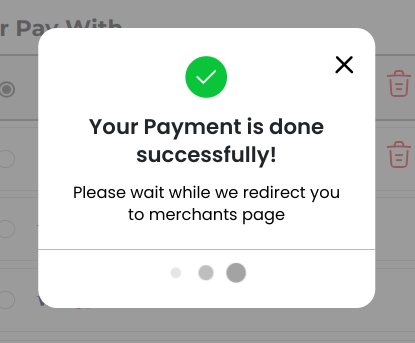 r Pay With
Your Payment is done
successfully!
Please wait while we redirect you
to merchants page